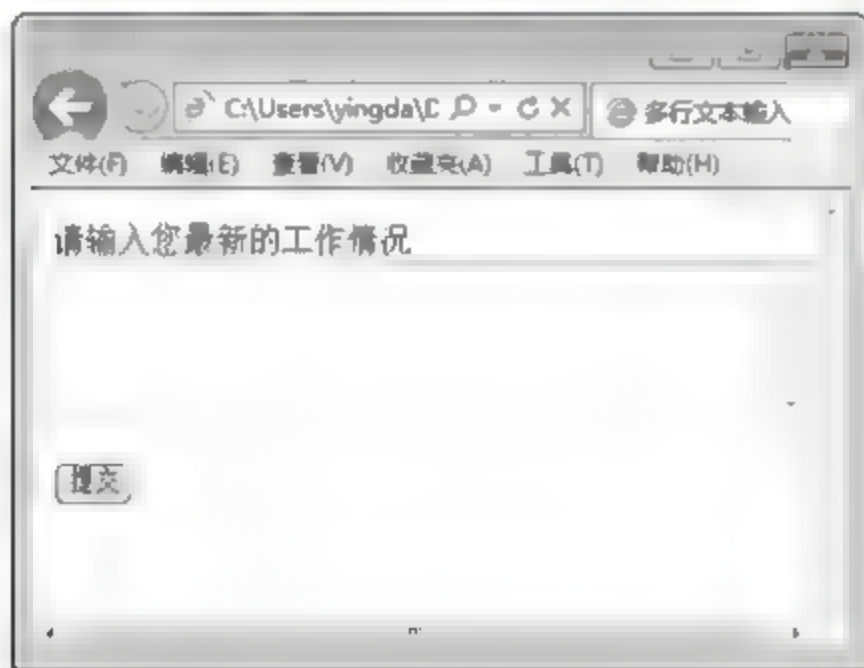 C:\Users\yingda\D
多行文本输入
文件(F) 编辑(E) 查看(V) 收藏夹(A) 工具(T) 帮助(H)
请输入您最新的工作情况
提交